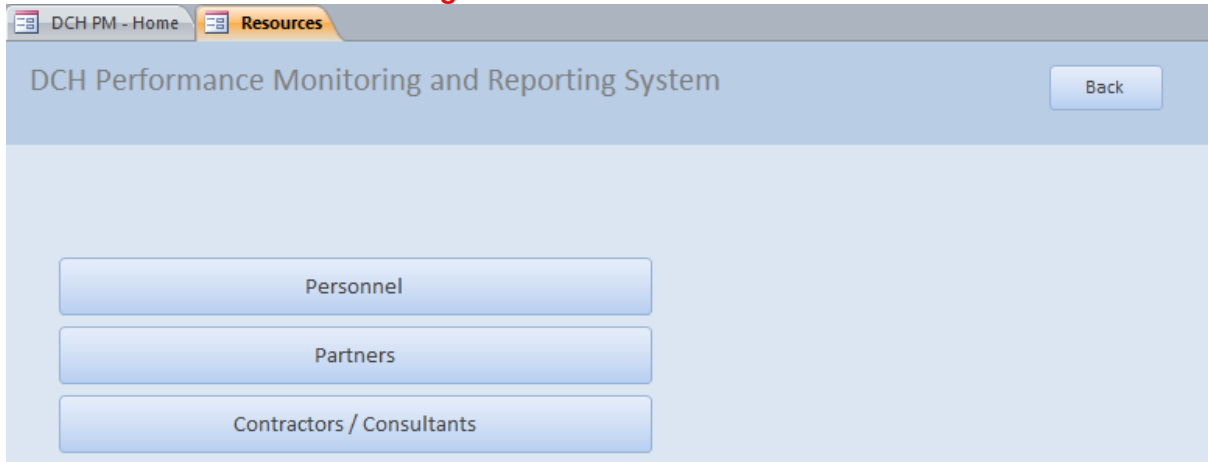 DCH PM - Home Resources
DCH Performance Monitoring and Reporting System
Back
Personnel
Partners
Contractors / Consultants